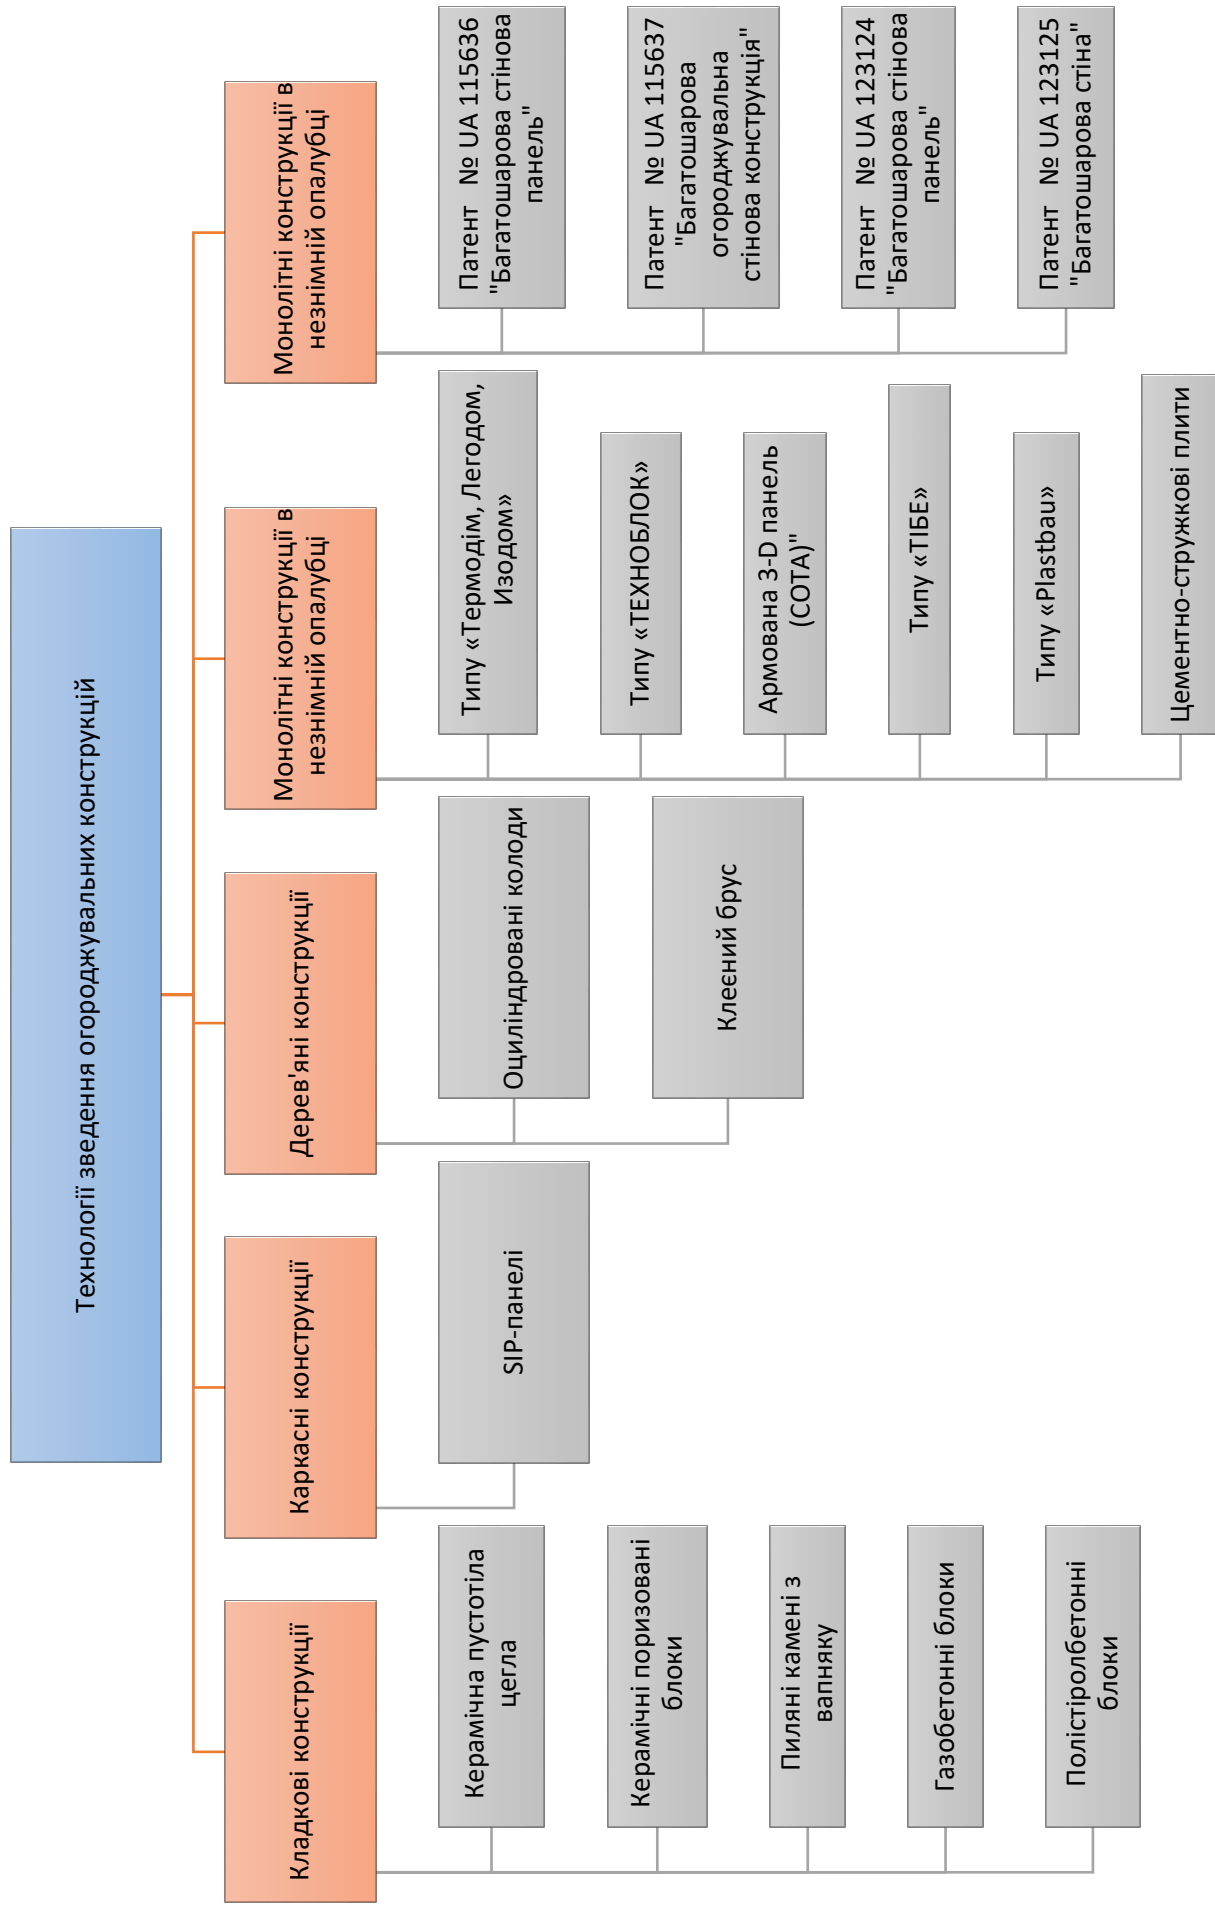 Технології зведення огороджувальних конструкцій
Кладкові конструкції
Керамічна пустотіла
цегла
Керамічні поризовані
блоки
Пиляні камені з
вапняку
Газобетонні блоки
Полістіролбетонні
блоки
Каркасні конструкції
SIP-панелі
Дерев'яні конструкції
Оциліндровані колоди
Клеєний брус
Монолітні конструкції в
незнімній опалубці
Типу «Термодім, Легодом,
Изодом»
Типу «ТЕХНОБЛОК»
Армована 3-D панель
(СОТА)"
Типу «ТІБЕ»
Типу «Plastbau»
Цементно-стружкові плити
Монолітні конструкції в
незнімній опалубці
Патент № UA 115636
"Багатошарова стінова
панель"
Патент № UA 115637
"Багатошарова
огороджувальна
стінова конструкція"
Патент № UA 123124
"Багатошарова стінова
панель"
Патент № UA 123125
"Багатошарова стіна"